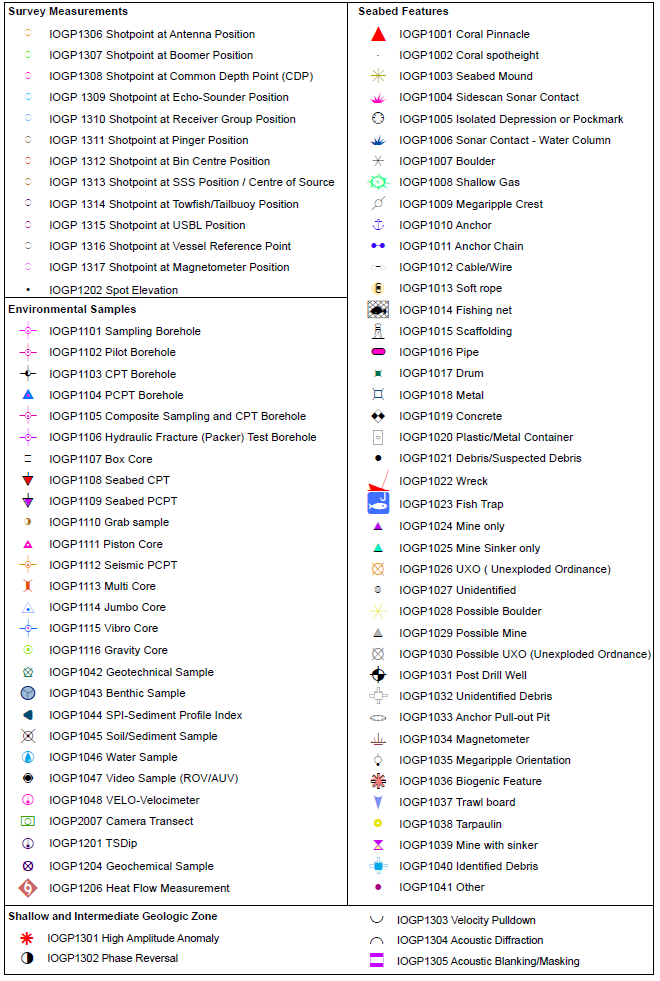 Survey Measurements
IOGP1306 Shotpoint at Antenna Position
IOGP1307 Shotpoint at Boomer Position
IOGP1308 Shotpoint at Common Depth Point (CDP)
IOGP 1309 Shotpoint at Echo-Sounder Position
IOGP 1310 Shotpoint at Receiver Group Position
IOGP 1311 Shotpoint at Pinger Position
IOGP 1312 Shotpoint at Bin Centre Position
IOGP 1313 Shotpoint at SSS Position / Centre of Source
IOGP 1314 Shotpoint at Towfish/Tailbuoy Position
IOGP 1315 Shotpoint at USBL Position
IOGP 1316 Shotpoint at Vessel Reference Point
IOGP 1317 Shotpoint at Magnetometer Position
IOGP1202 Spot Elevation
Environmental Samples
IOGP1101 Sampling Borehole
IOGP1102 Pilot Borehole
IOGP1103 CPT Borehole
IOGP1104 PCPT Borehole
IOGP1105 Composite Sampling and CPT Borehole
IOGP1106 Hydraulic Fracture (Packer) Test Borehole
IOGP1107 Box Core
IOGP1108 Seabed CPT
IOGP1109 Seabed PCPT
IOGP1110 Grab sample
IOGP1111 Piston Core
IOGP1112 Seismic PCPT
IOGP1113 Multi Core
IOGP1114 Jumbo Core
IOGP1115 Vibro Core
IOGP1116 Gravity Core
IOGP1042 Geotechnical Sample
IOGP1043 Benthic Sample
IOGP1044 SPI-Sediment Profile Index
IOGP1045 Soil/Sediment Sample
IOGP1046 Water Sample
IOGP1047 Video Sample (ROV/AUV)
IOGP1048 VELO-Velocimeter
IOGP2007 Camera Transect
IOGP1201 TSDip
IOGP1204 Geochemical Sample
IOGP1206 Heat Flow Measurement
Seabed Features
IOGP1001 Coral Pinnacle
IOGP1002 Coral spotheight
IOGP1003 Seabed Mound
IOGP1004 Sidescan Sonar Contact
IOGP1005 Isolated Depression or Pockmark
IOGP1006 Sonar Contact - Water Column
IOGP1007 Boulder
IOGP1008 Shallow Gas
IOGP1009 Megaripple Crest
IOGP1010 Anchor
IOGP1011 Anchor Chain
IOGP1012 Cable/Wire
IOGP1013 Soft rope
IOGP1014 Fishing net
IOGP1015 Scaffolding
IOGP1016 Pipe
IOGP1017 Drum
IOGP1018 Metal
IOGP1019 Concrete
IOGP1020 Plastic/Metal Container
IOGP1021 Debris/Suspected Debris
IOGP1022 Wreck
IOGP1023 Fish Trap
IOGP1024 Mine only
IOGP1025 Mine Sinker only
IOGP1026 UXO ( Unexploded Ordinance)
IOGP1027 Unidentified
IOGP1028 Possible Boulder
IOGP1029 Possible Mine
IOGP1030 Possible UXO (Unexploded Ordnance)
IOGP1031 Post Drill Well
IOGP1032 Unidentified Debris
IOGP1033 Anchor Pull-out Pit
IOGP1034 Magnetometer
IOGP1035 Megaripple Orientation
IOGP1036 Biogenic Feature
IOGP1037 Trawl board
IOGP1038 Tarpaulin
IOGP1039 Mine with sinker
IOGP1040 Identified Debris
IOGP1041 Other
Shallow and Intermediate Geologic Zone
IOGP1301 High Amplitude Anomaly
IOGP1302 Phase Reversal
IOGP1303 Velocity Pulldown
IOGP1304 Acoustic Diffraction
IOGP1305 Acoustic Blanking/Masking